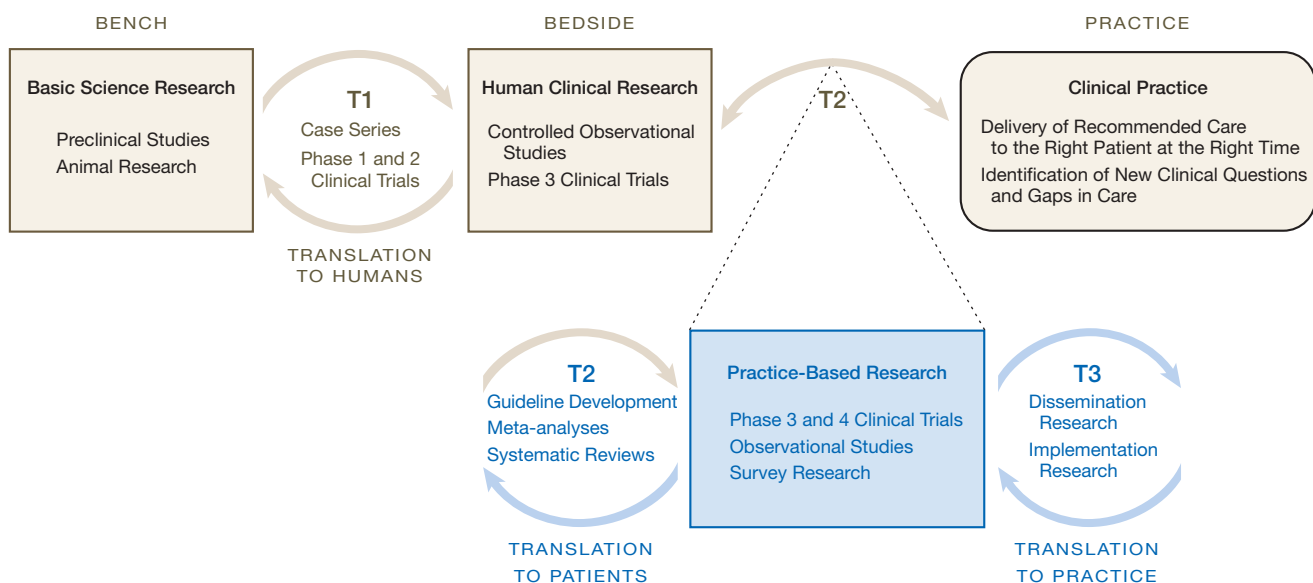 BENCH
BEDSIDE
PRACTICE
Basic Science Research
Preclinical Studies
Animal Research
T1
Case Series
Phase 1 and 2
Clinical Trials
TRANSLATION
TO HUMANS
Human Clinical Research
Controlled Observational
Studies
Phase 3 Clinical Trials
T2
Clinical Practice
Delivery of Recommended Care
to the Right Patient at the Right Time
Identification of New Clinical Questions
and Gaps in Care
T2
Guideline Development
Meta-analyses
Systematic Reviews
TRANSLATION
TO PATIENTS
Practice-Based Research
Phase 3 and 4 Clinical Trials
Observational Studies
Survey Research
T3
Dissemination
Research
Implementation
Research
TRANSLATION
TO PRACTICE